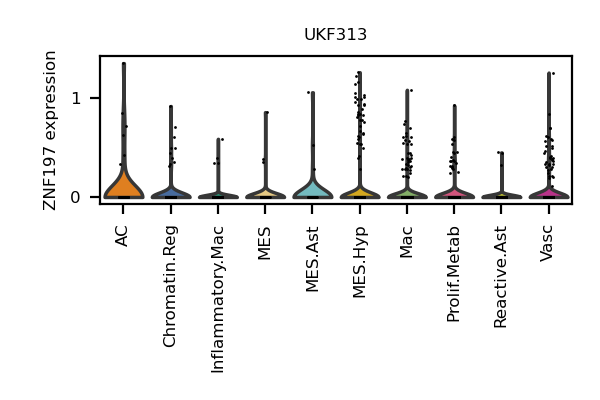 UKF313
ZNF197 expression
1
0
AC
Chromatin.Reg
Inflammatory.Mac
MES
MES.Ast
MES.Hyp
Mac
Prolif.Metab
Reactive.Ast
Vasc